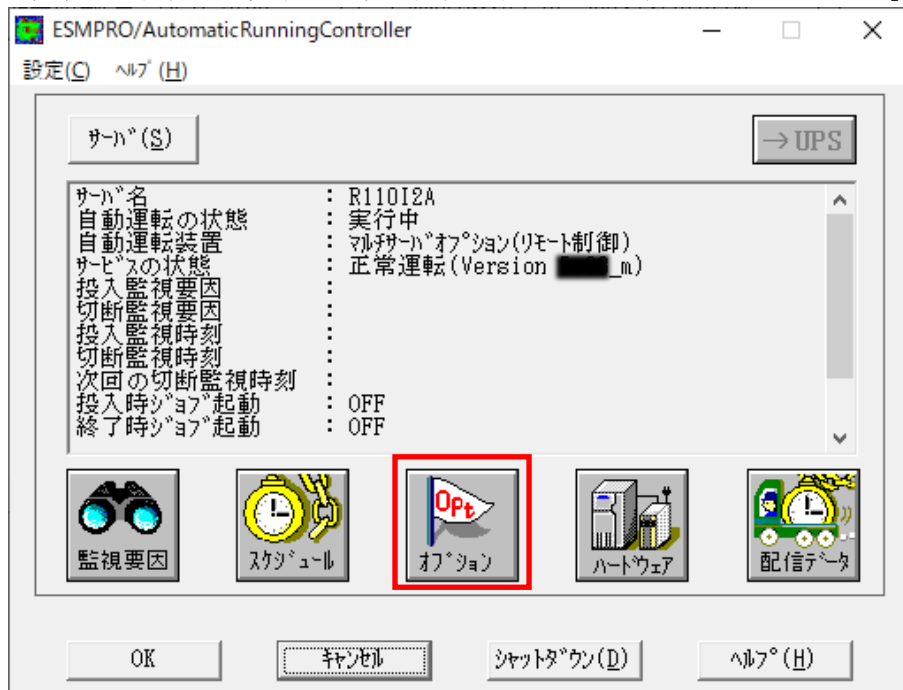 ESMPRO/AutomaticRunningController
設定(C) ﾍﾙﾌﾟ(H)
ｻｰﾊﾞ(S)
→UPS
ｻｰﾊﾞ名 : R110I2A
自動運転の状態 : 実行中
自動運転装置 : ﾏﾙﾁｻｰﾊﾞｵﾌﾟｼｮﾝ(ﾘﾓｰﾄ制御)
ｻｰﾋﾞｽの状態 : 正常運転(Version _m)
投入監視要因 :
切断監視要因 :
投入監視時刻 :
切断監視時刻 :
次回の切断監視時刻 :
投入時ｼﾞｮﾌﾞ起動 : OFF
終了時ｼﾞｮﾌﾞ起動 : OFF
Opt
監視要因 ｽｹｼﾞｭｰﾙ ｵﾌﾟｼｮﾝ ﾊｰﾄﾞｳｪｱ 配信ﾃﾞｰﾀ
OK ｷｬﾝｾﾙ ｼｬｯﾄﾀﾞｳﾝ(D) ﾍﾙﾌﾟ(H)